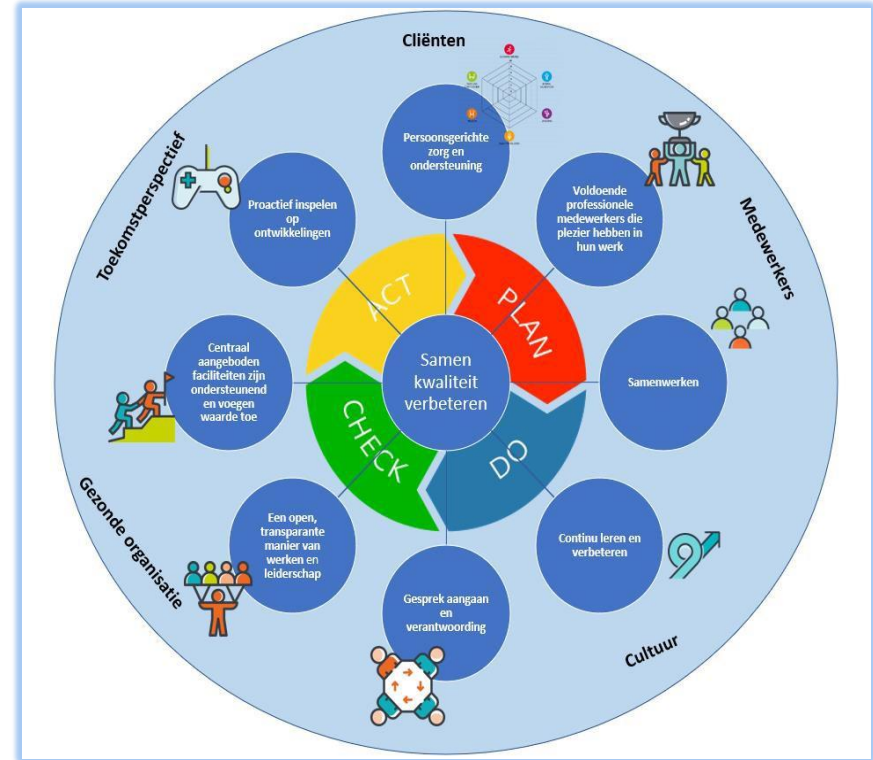 Cliënten
Persoonsgerichte
zorg en
ondersteuning
Voldoende
professionele
medewerkers die
plezier hebben in
hun werk
Medewerkers
Samenwerken
Continu leren en
verbeteren
Cultuur
Gesprek aangaan
en
verantwoording
Een open,
transparante
manier van
werken en
leiderschap
Gezonde organisatie
Centraal
aangeboden
faciliteiten zijn
ondersteunend
en voegen
waarde toe
Toekomstperspectief
Proactief inspelen
op
ontwikkelingen
PLAN
DO
CHECK
ACT
Samen
kwaliteit
verbeteren